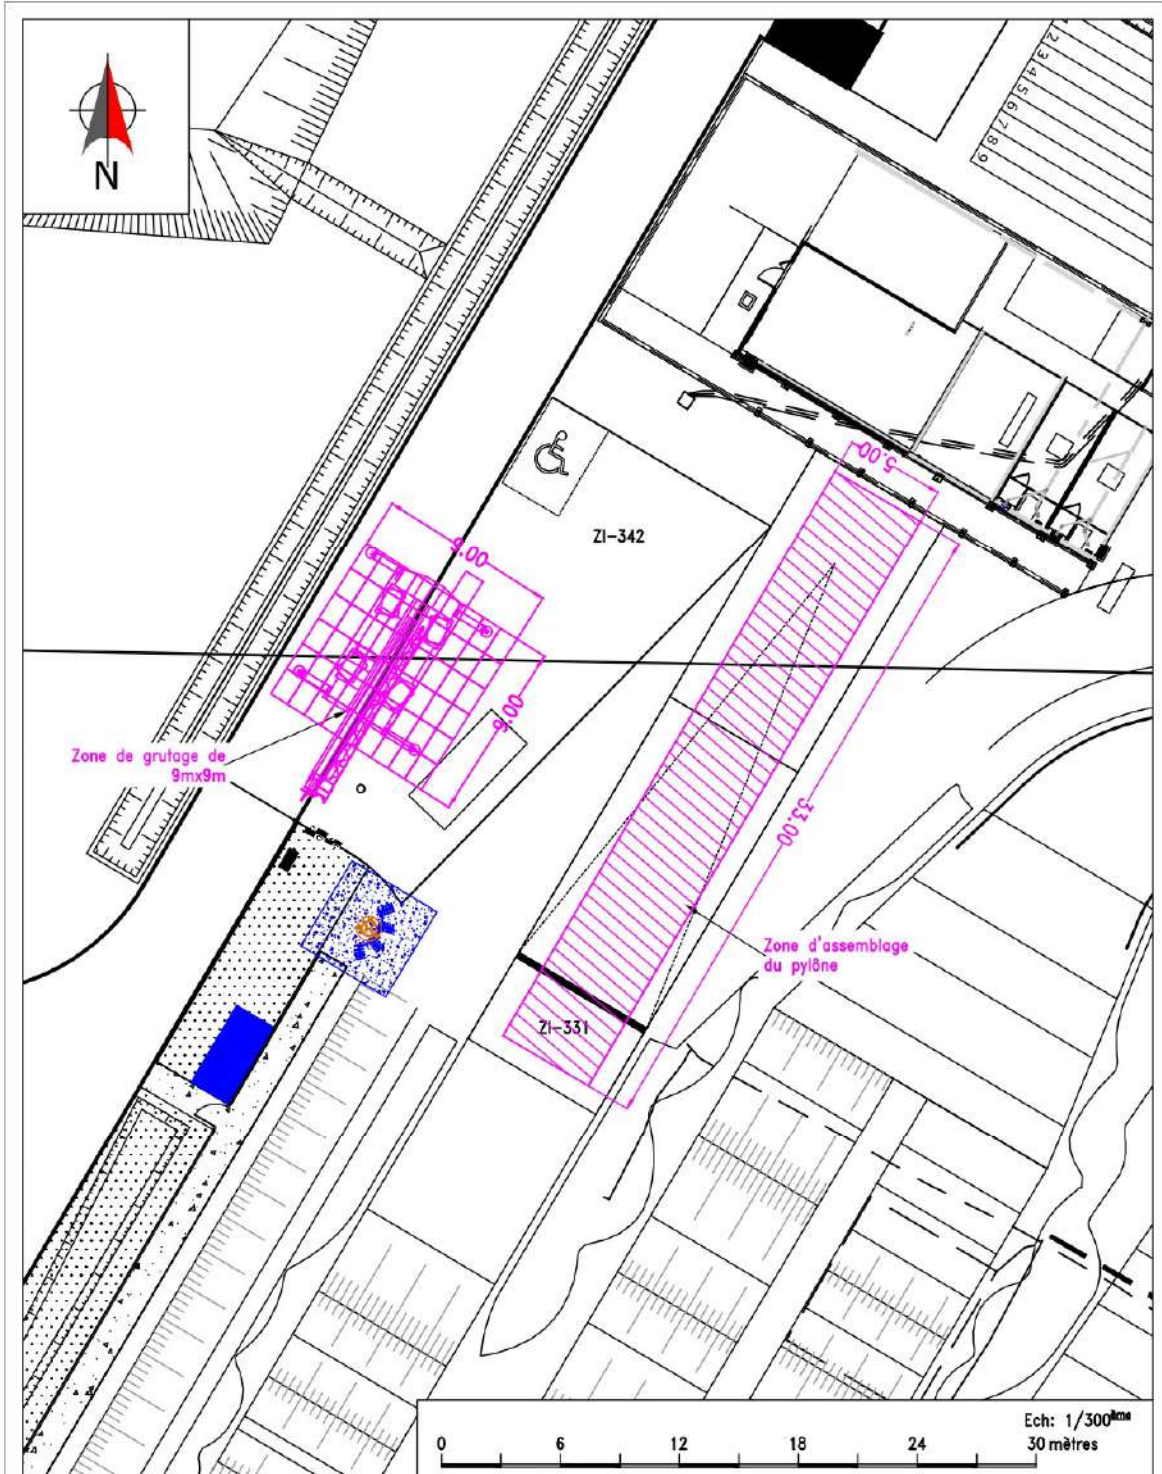 N
2
3
4
5
6
7
8
9
5.00
ZI-342
9.00
9.00
Zone de grutage de
9mx9m
33.00
Zone d'assemblage
du pylône
ZI-331
Ech: 1/300ème
0 6 12 18 24 30 mètres